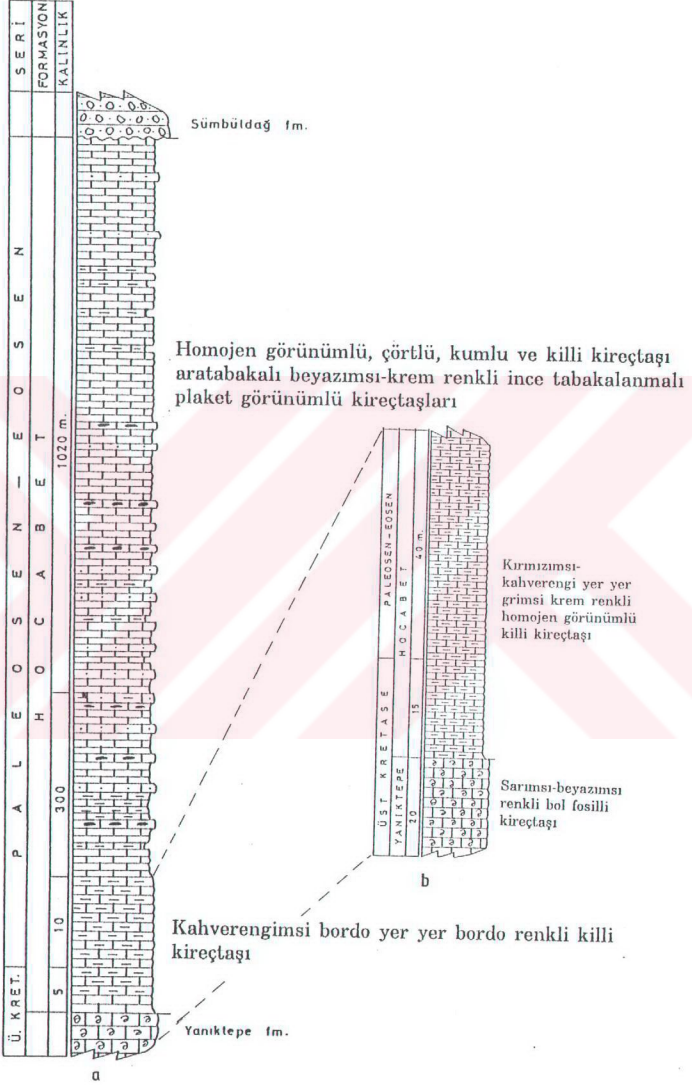 SERİ
FORMASYON
KALINLIK
Sümbüldağ fm.
PALEOSEN-EOSEN
HOCABET
1020 m.
Homojen görünümlü, çörtlü, kumlu ve killi kireçtaşı
aratabakalı beyazımsı-krem renkli ince tabakalanmalı
plaket görünümlü kireçtaşları
PALEOSEN-EOSEN
HOCABET
40 m.
Kırmızımsı-
kahverengi yer yer
grimsi krem renkli
homojen görünümlü
killi kireçtaşı
ÜST KRETASE
15
YANIKTEPE
20
Sarımsı-beyazımsı
renkli bol fosilli
kireçtaşı
b
300
10
Kahverengimsi bordo yer yer bordo renkli killi
kireçtaşı
Ü. KRET.
5
Yanıktepe fm.
a